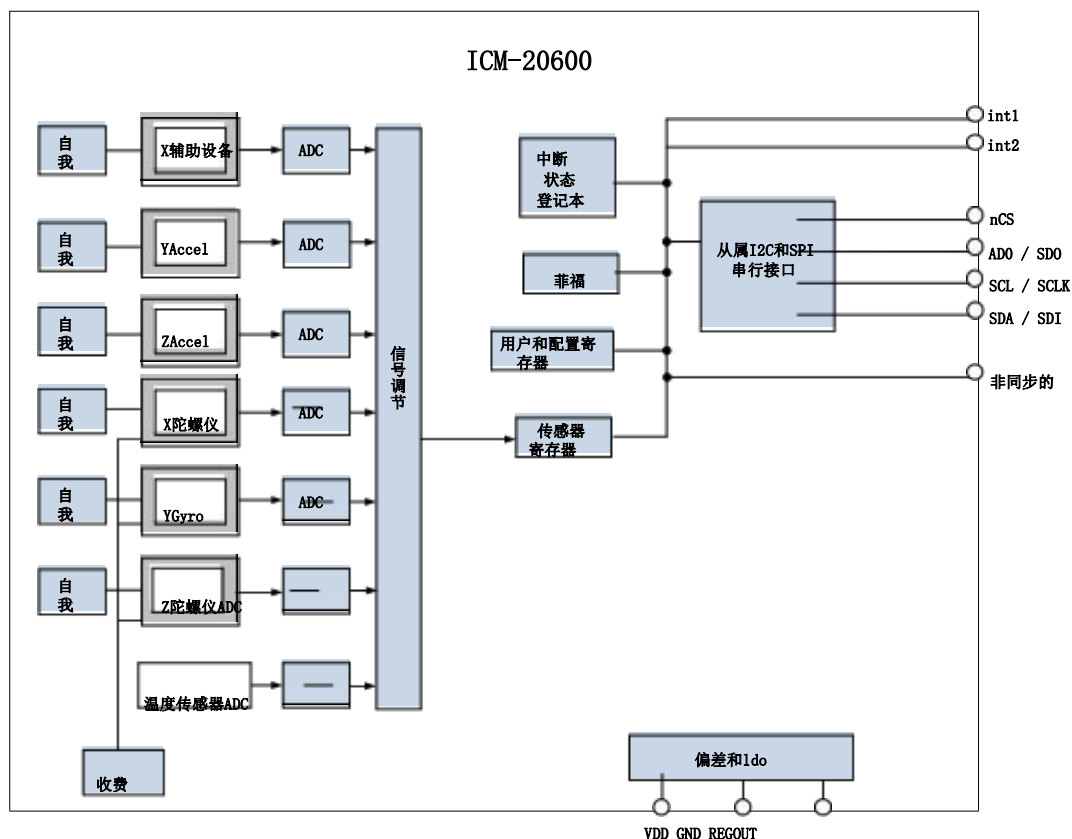 ICM-20600
自
我
X辅助设备
ADC
自
我
YAccel
ADC
自
我
ZAccel
ADC
自
我
X陀螺仪
ADC
自
我
YGyro
ADC
自
我
Z陀螺仪ADC
温度传感器ADC
收费
信号调节
中断
状态
登记本
菲福
用户和配置寄
存器
传感器
寄存器
从属I2C和SPI
串行接口
int1
int2
nCS
AD0 / SDO
SCL / SCLK
SDA / SDI
非同步的
偏差和ldo
VDD GND REGOUT